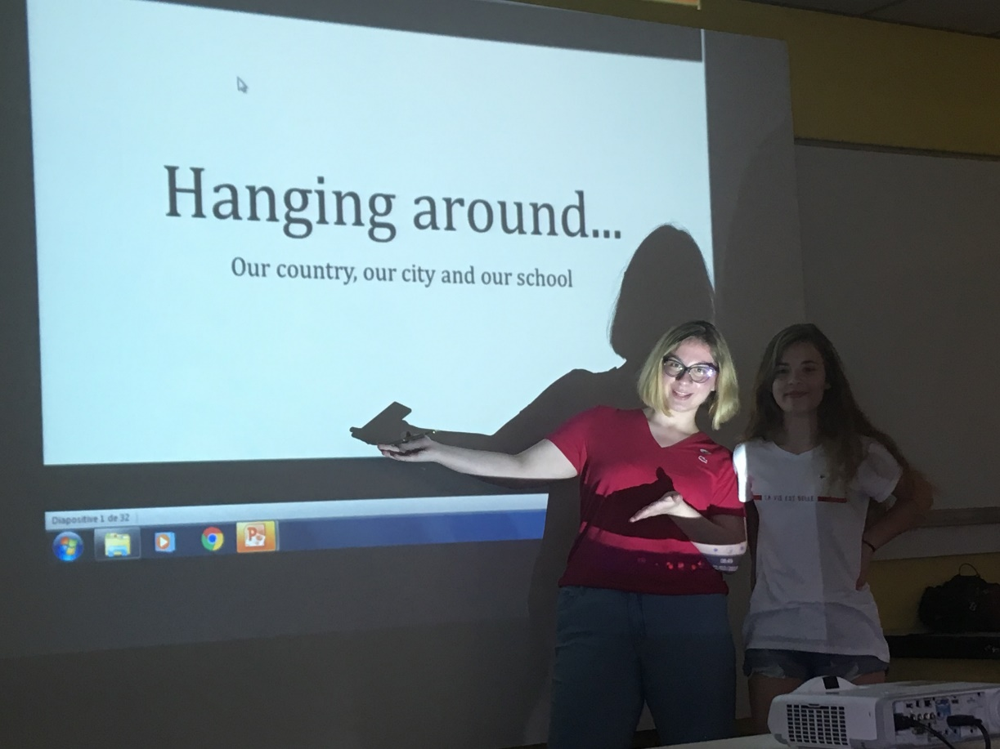 Hanging around...
Our country, our city and our school
Diapositive 1 de 32
LA VIE EST BELLE